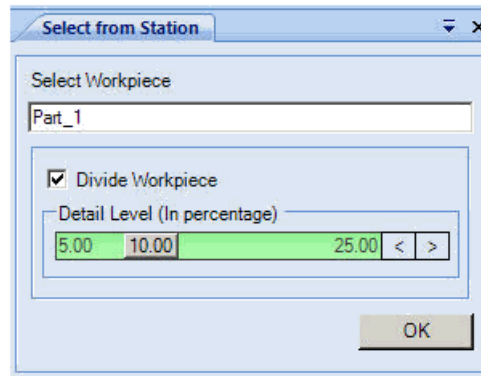 Select from Station
Select Workpiece
Part_1
Divide Workpiece
Detail Level (In percentage)
5.00 10.00 25.00 < >
OK